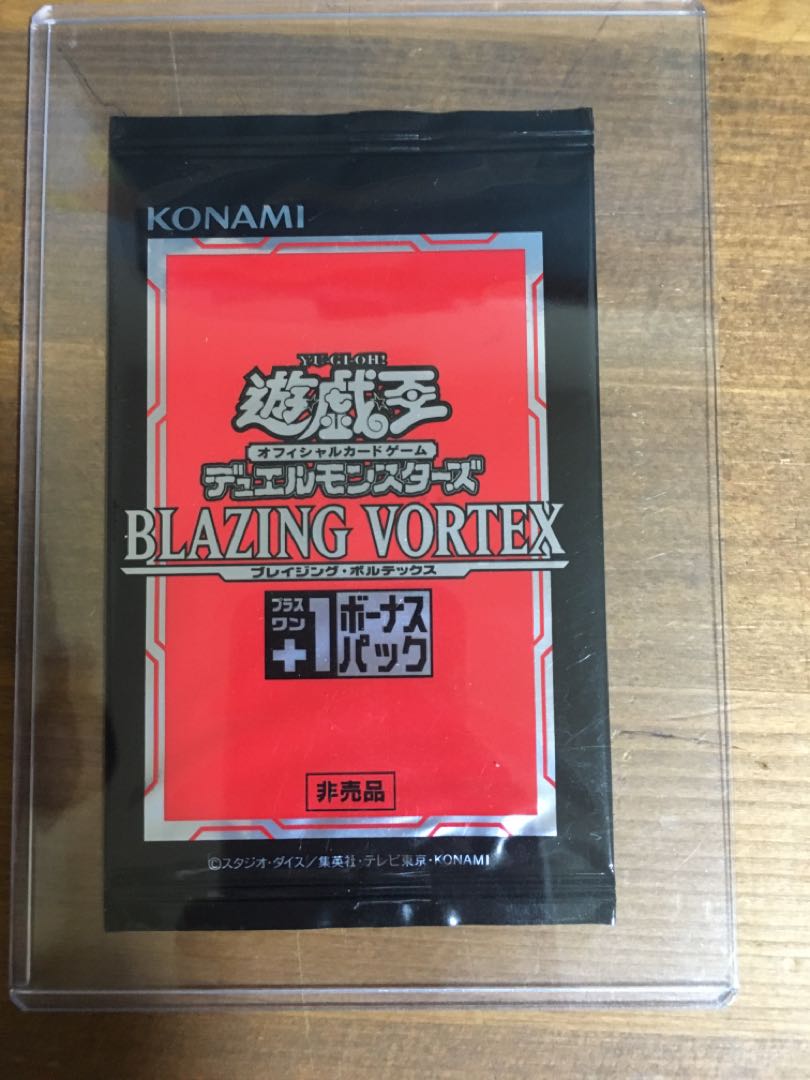 KONAMI
YU-GI-OH!
遊☆戯☆王
オフィシャルカードゲーム
デュエルモンスターズ
BLAZING VORTEX
ブレイジング・ボルテックス
プラスワン
+1ボーナスパック
非売品
©スタジオ・ダイス/集英社・テレビ東京・KONAMI